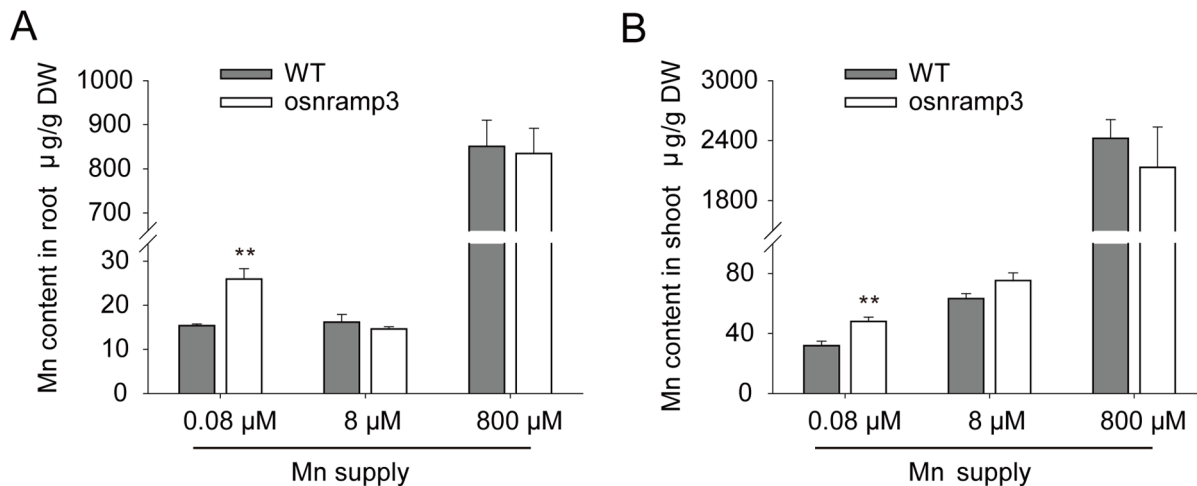 A
Mn content in root μ g/g DW
1000
900
800
700
30
20
10
0
WT
osnramp3
**
0.08 μM
8 μM
800 μM
Mn supply
B
Mn content in shoot μ g/g DW
3000
2400
1800
80
40
0
WT
osnramp3
**
0.08 μM
8 μM
800 μM
Mn supply